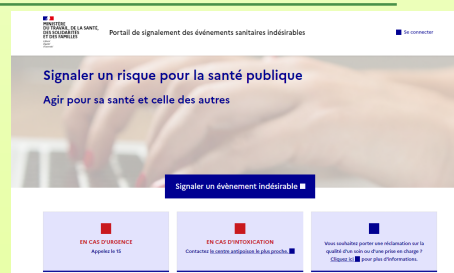 MINISTÈRE
DU TRAVAIL, DE LA SANTÉ,
DES SOLIDARITÉS
ET DES FAMILLES
Portail de signalement des événements sanitaires indésirables
Se connecter
Signaler un risque pour la santé publique
Agir pour sa santé et celle des autres
Signaler un évènement indésirable
EN CAS D'URGENCE
Appelez le 15
EN CAS D'INTOXICATION
Contactez le centre antipoison le plus proche.
Vous souhaitez porter une réclamation sur la
qualité d'un soin ou d'une prise en charge ?
Cliquez ici pour plus d'informations.